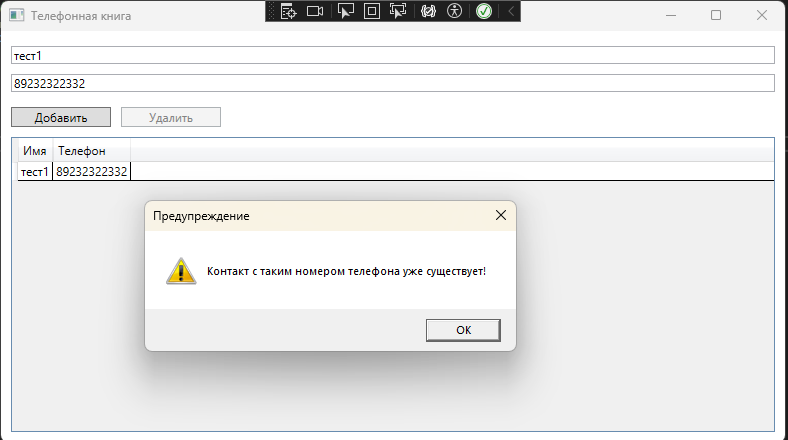 Телефонная книга
тест1
89232322332
Добавить Удалить
Имя Телефон
тест1 89232322332
Предупреждение
Контакт с таким номером телефона уже существует!
OK